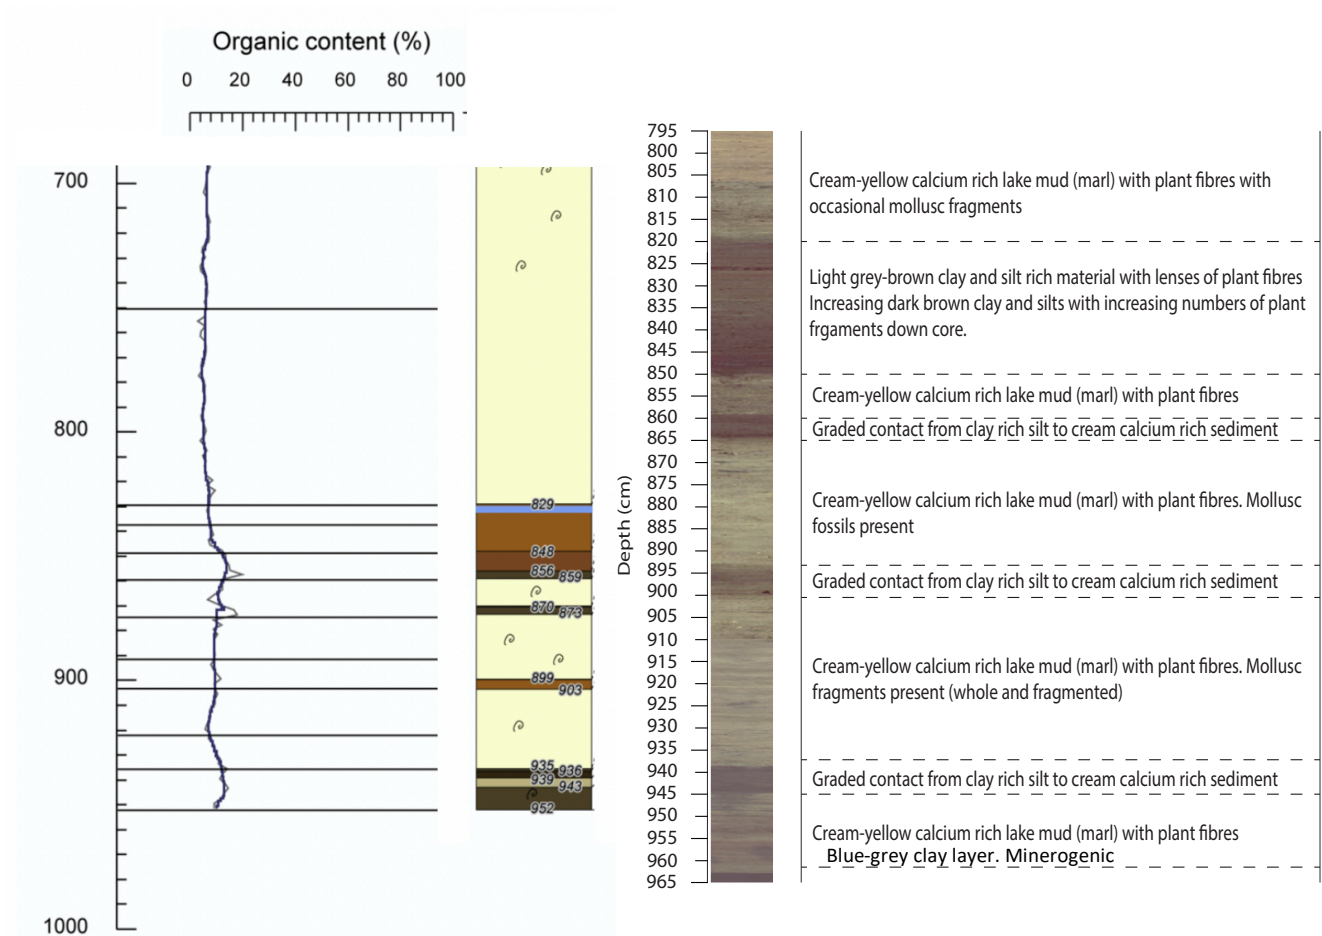 Organic content (%)
0 20 40 60 80 100
700
800
900
1000
829
848
856 859
870 873
899
903
935 936
939 943
952
Depth (cm)
795
800
805
810
815
820
825
830
835
840
845
850
855
860
865
870
875
880
885
890
895
900
905
910
915
920
925
930
935
940
945
950
955
960
965
Cream-yellow calcium rich lake mud (marl) with plant fibres with
occasional mollusc fragments
Light grey-brown clay and silt rich material with lenses of plant fibres
Increasing dark brown clay and silts with increasing numbers of plant
frgaments down core.
Cream-yellow calcium rich lake mud (marl) with plant fibres
Graded contact from clay rich silt to cream calcium rich sediment
Cream-yellow calcium rich lake mud (marl) with plant fibres. Mollusc
fossils present
Graded contact from clay rich silt to cream calcium rich sediment
Cream-yellow calcium rich lake mud (marl) with plant fibres. Mollusc
fragments present (whole and fragmented)
Graded contact from clay rich silt to cream calcium rich sediment
Cream-yellow calcium rich lake mud (marl) with plant fibres
Blue-grey clay layer. Minerogenic